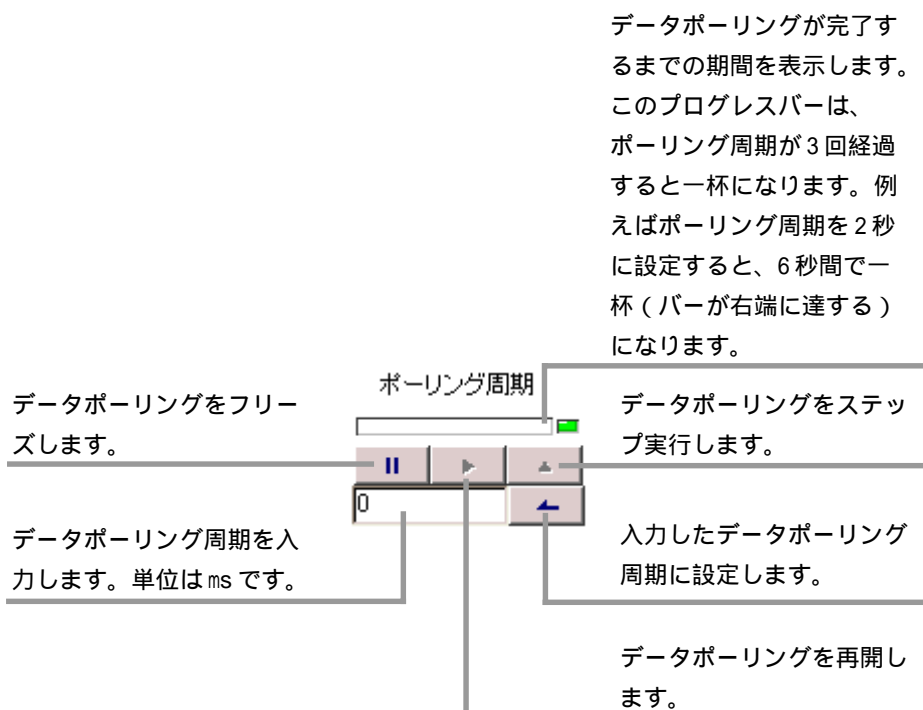 データポーリングが完了す
るまでの期間を表示します。
このプログレスバーは、
ポーリング周期が3回経過
すると一杯になります。例
えばポーリング周期を2秒
に設定すると、6秒間で一
杯(バーが右端に達する)
になります。
ポーリング周期
データポーリングをフリー
ズします。
データポーリングをステッ
プ実行します。
0
データポーリング周期を入
力します。単位はmsです。
入力したデータポーリング
周期に設定します。
データポーリングを再開し
ます。